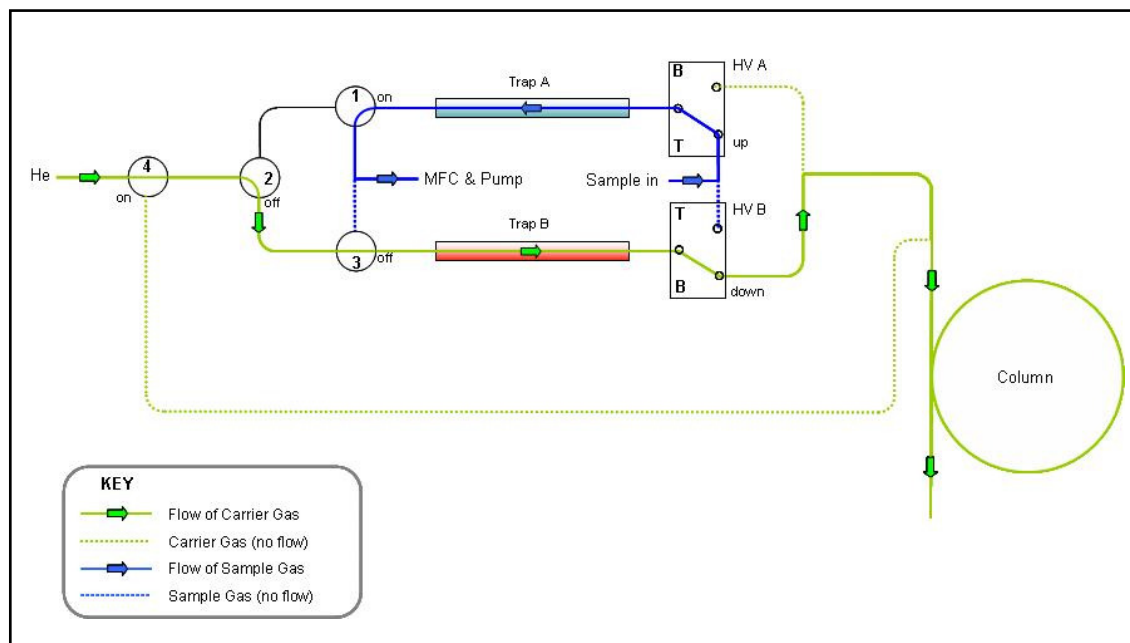 B
HV A
Trap A
1
on
T
up
He
4
on
2
off
MFC & Pump
Sample in
Trap B
T
HV B
3
off
B
down
Column
KEY
Flow of Carrier Gas
Carrier Gas (no flow)
Flow of Sample Gas
Sample Gas (no flow)